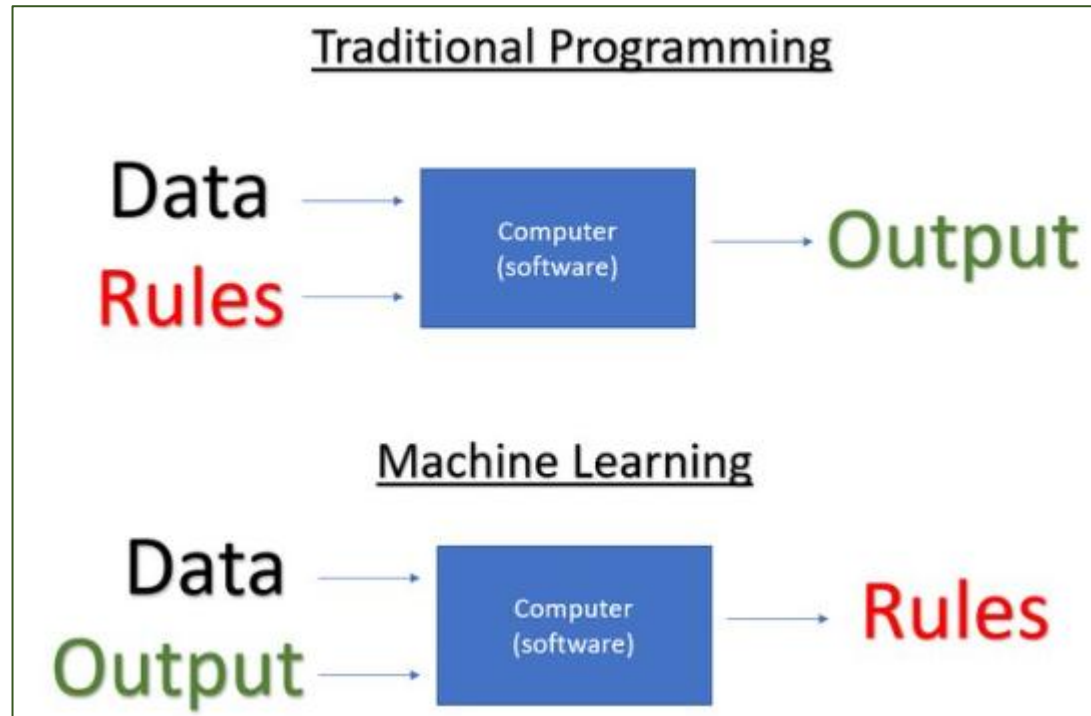 Traditional Programming
Data
Rules
Computer
(software)
Output
Machine Learning
Data
Output
Computer
(software)
Rules